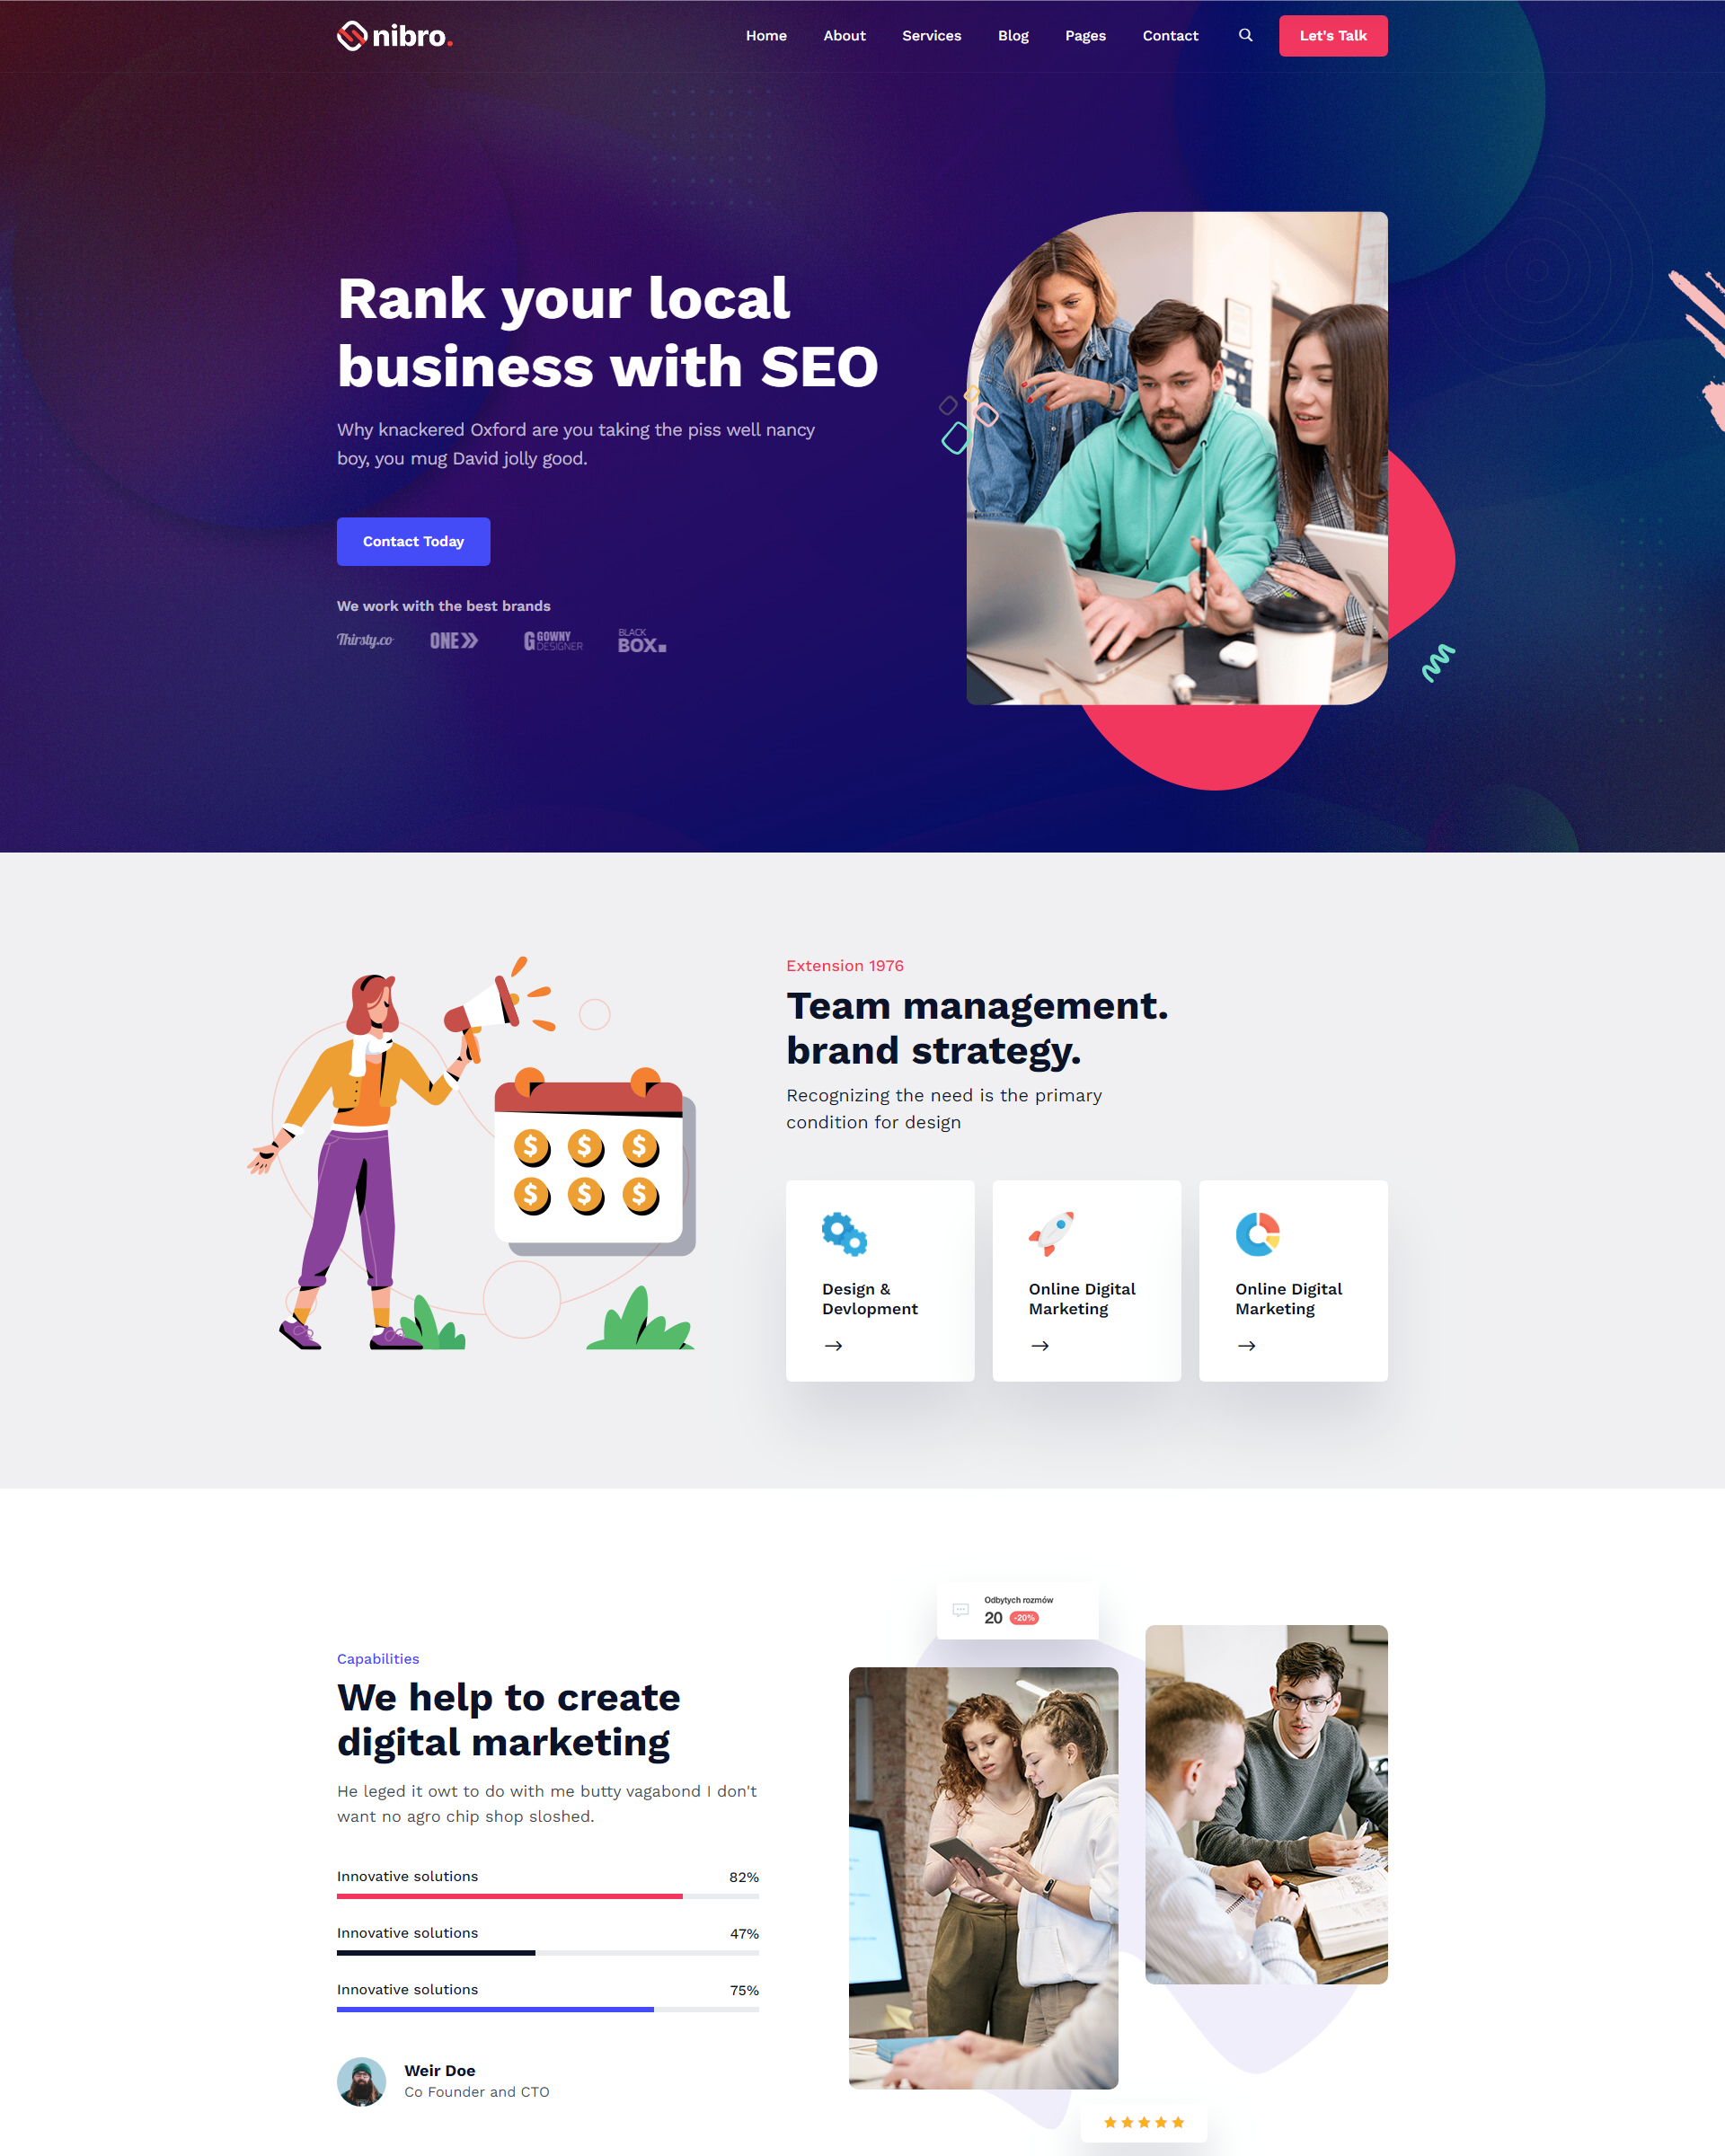 nibro.
Home About Services Blog Pages Contact Let's Talk
Rank your local
business with SEO
Why knackered Oxford are you taking the piss well nancy
boy, you mug David jolly good.
Contact Today
We work with the best brands
Thirsty.co ONE GOWNY DESIGNER BLACK BOX
Extension 1976
Team management.
brand strategy.
Recognizing the need is the primary
condition for design
$ $ $
$ $ $
Design &
Devlopment
Online Digital
Marketing
Online Digital
Marketing
Odbytych rozmów
20 -20%
Capabilities
We help to create
digital marketing
He leged it owt to do with me butty vagabond I don't
want no agro chip shop sloshed.
Innovative solutions 82%
Innovative solutions 47%
Innovative solutions 75%
Weir Doe
Co Founder and CTO